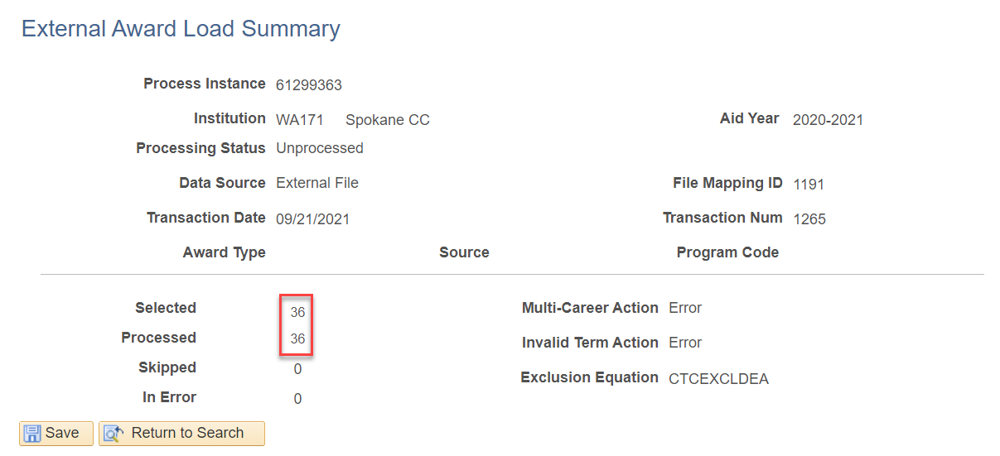 External Award Load Summary
Process Instance 61299363
Institution WA171 Spokane CC Aid Year 2020-2021
Processing Status Unprocessed
Data Source External File File Mapping ID 1191
Transaction Date 09/21/2021 Transaction Num 1265
Award Type Source Program Code
Selected 36 Multi-Career Action Error
Processed 36 Invalid Term Action Error
Skipped 0 Exclusion Equation CTCEXCLDEA
In Error 0
Save Return to Search